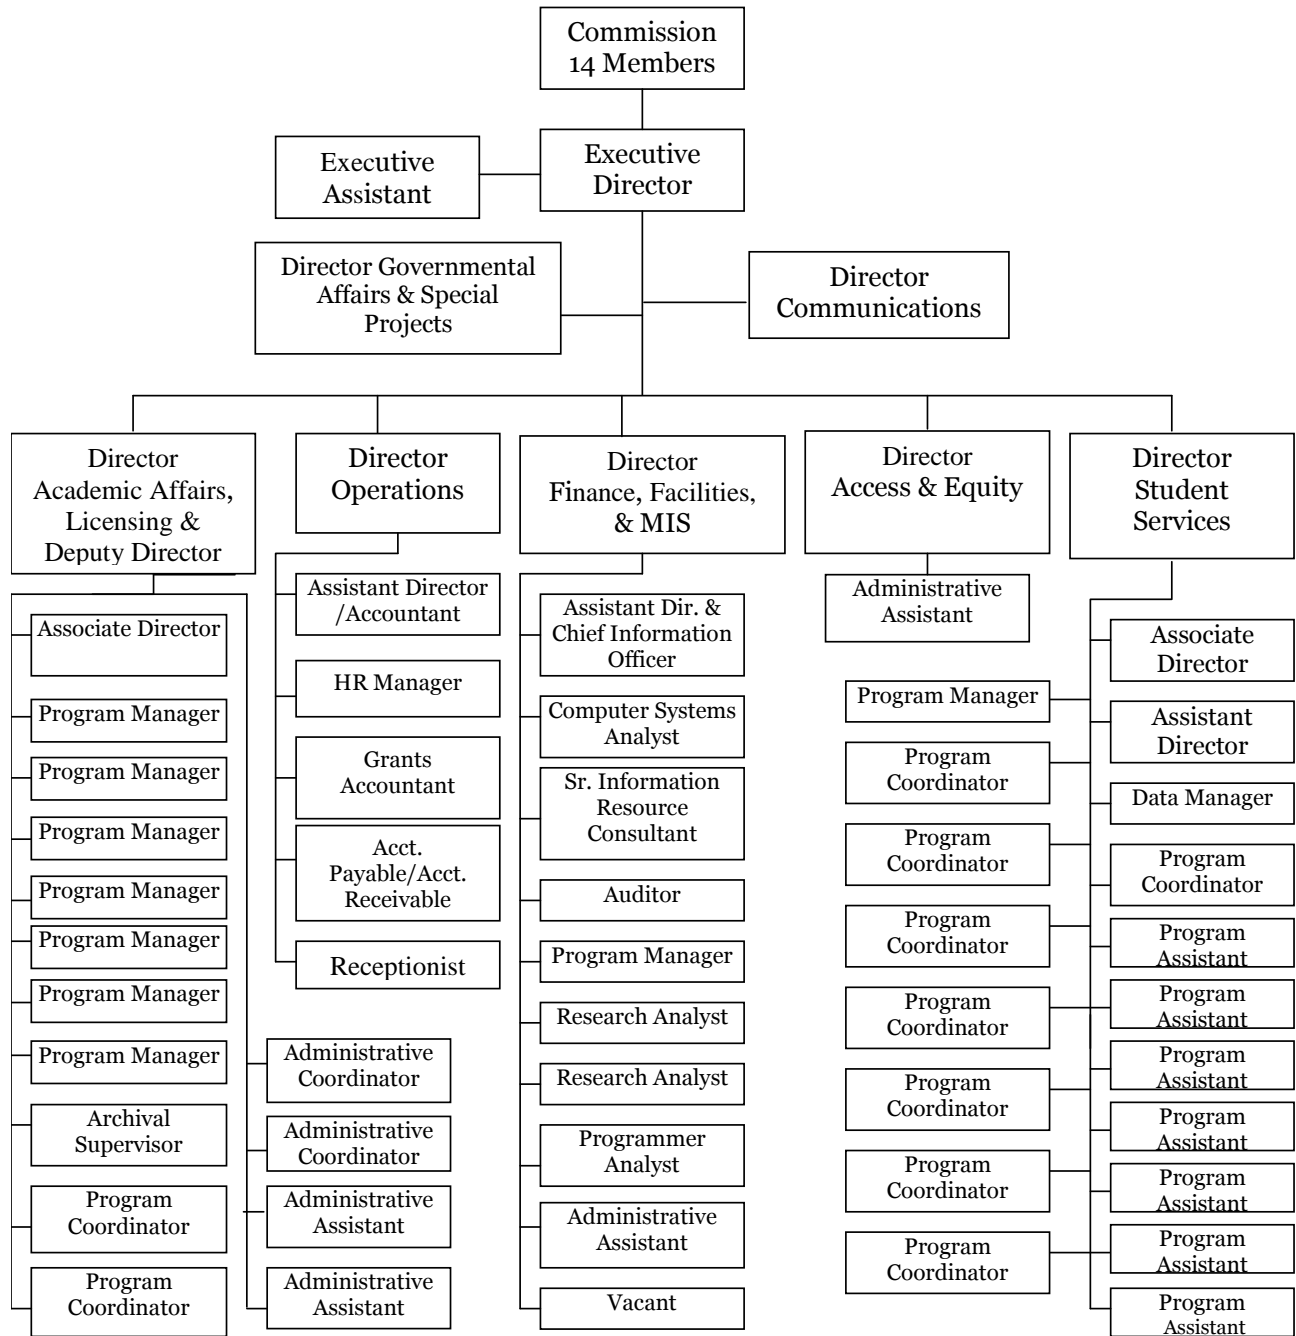 Commission
14 Members
Executive
Assistant
Executive
Director
Director Governmental
Affairs & Special
Projects
Director
Communications
Director
Academic Affairs,
Licensing &
Deputy Director
Director
Operations
Director
Finance, Facilities,
& MIS
Director
Access & Equity
Director
Student
Services
Associate Director
Program Manager
Program Manager
Program Manager
Program Manager
Program Manager
Program Manager
Program Manager
Archival
Supervisor
Program
Coordinator
Program
Coordinator
Administrative
Coordinator
Administrative
Coordinator
Administrative
Assistant
Administrative
Assistant
Assistant Director
/Accountant
HR Manager
Grants
Accountant
Acct.
Payable/Acct.
Receivable
Receptionist
Assistant Dir. &
Chief Information
Officer
Computer Systems
Analyst
Sr. Information
Resource
Consultant
Auditor
Program Manager
Research Analyst
Research Analyst
Programmer
Analyst
Administrative
Assistant
Vacant
Administrative
Assistant
Program Manager
Program
Coordinator
Program
Coordinator
Program
Coordinator
Program
Coordinator
Program
Coordinator
Program
Coordinator
Program
Coordinator
Associate
Director
Assistant
Director
Data Manager
Program
Coordinator
Program
Assistant
Program
Assistant
Program
Assistant
Program
Assistant
Program
Assistant
Program
Assistant
Program
Assistant